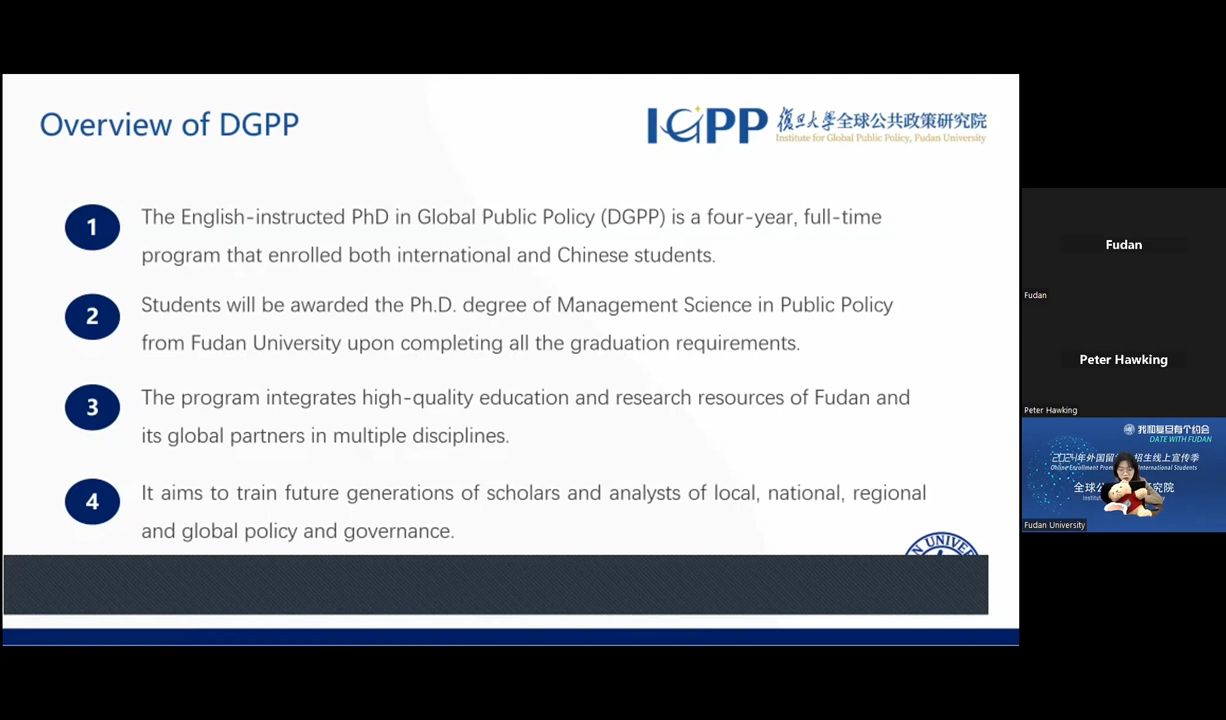 Overview of DGPP
IGPP
復旦大學全球公共政策研究院
Institute for Global Public Policy, Fudan University
1
The English-instructed PhD in Global Public Policy (DGPP) is a four-year, full-time
program that enrolled both international and Chinese students.
2
Students will be awarded the Ph.D. degree of Management Science in Public Policy
from Fudan University upon completing all the graduation requirements.
3
The program integrates high-quality education and research resources of Fudan and
its global partners in multiple disciplines.
4
It aims to train future generations of scholars and analysts of local, national, regional
and global policy and governance.
UNIVE
Fudan
Fudan
Peter Hawking
Peter Hawking
我和复旦有个约会
DATE WITH FUDAN
2024年外国留 招生线上宣传季
Online Enrollment Prom International Students
全球公 究院
Fudan University